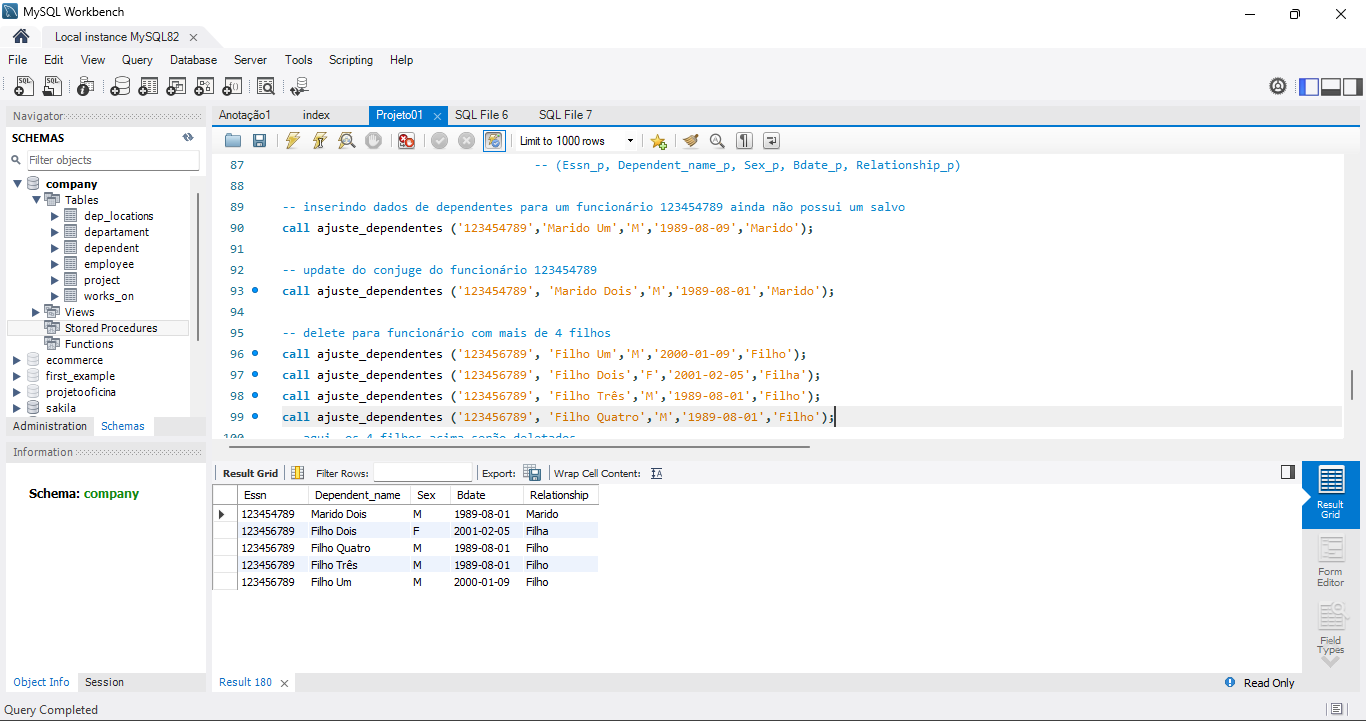 MySQL Workbench
Local instance MySQL82
File Edit View Query Database Server Tools Scripting Help
Navigator
SCHEMAS
Filter objects
company
Tables
dep_locations
departament
dependent
employee
project
works_on
Views
Stored Procedures
Functions
ecommerce
first_example
projetooficina
sakila
Administration Schemas
Information
Schema: company
Object Info Session
Anotação1 index Projeto01 SQL File 6 SQL File 7
Limit to 1000 rows
87 -- (Essn_p, Dependent_name_p, Sex_p, Bdate_p, Relationship_p)
88
89 -- inserindo dados de dependentes para um funcionário 123454789 ainda não possui um salvo
90 call ajuste_dependentes ('123454789','Marido Um','M','1989-08-09','Marido');
91
92 -- update do conjuge do funcionário 123454789
93 call ajuste_dependentes ('123454789', 'Marido Dois','M','1989-08-01','Marido');
94
95 -- delete para funcionário com mais de 4 filhos
96 call ajuste_dependentes ('123456789', 'Filho Um','M','2000-01-09','Filho');
97 call ajuste_dependentes ('123456789', 'Filho Dois','F','2001-02-05','Filha');
98 call ajuste_dependentes ('123456789', 'Filho Três','M','1989-08-01','Filho');
99 call ajuste_dependentes ('123456789', 'Filho Quatro','M','1989-08-01','Filho');
100 -- aqui, os 4 filhos acima serão deletados
Result Grid Filter Rows: Export: Wrap Cell Content:
Essn Dependent_name Sex Bdate Relationship
123454789 Marido Dois M 1989-08-01 Marido
123456789 Filho Dois F 2001-02-05 Filha
123456789 Filho Quatro M 1989-08-01 Filho
123456789 Filho Três M 1989-08-01 Filho
123456789 Filho Um M 2000-01-09 Filho
Result
Grid
Form
Editor
Field
Types
Result 180
Read Only
Query Completed